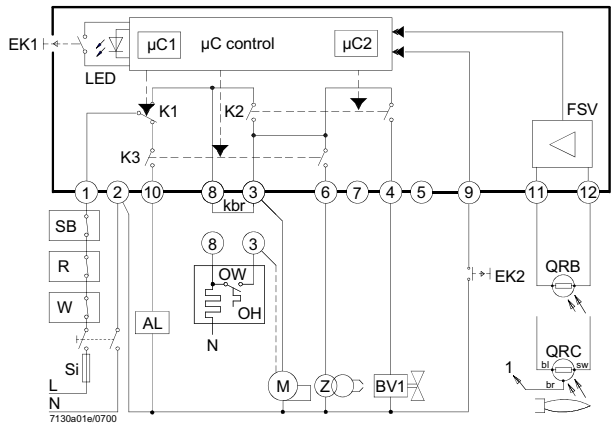 EK1
LED
µC1
µC control
µC2
FSV
K1
K2
K3
1
2
10
8
3
6
7
4
5
9
11
12
kbr
SB
R
W
Si
L
N
8
3
OW
OH
N
AL
M
Z
BV1
EK2
QRB
QRC
bl
sw
br
1
7130a01e/0700